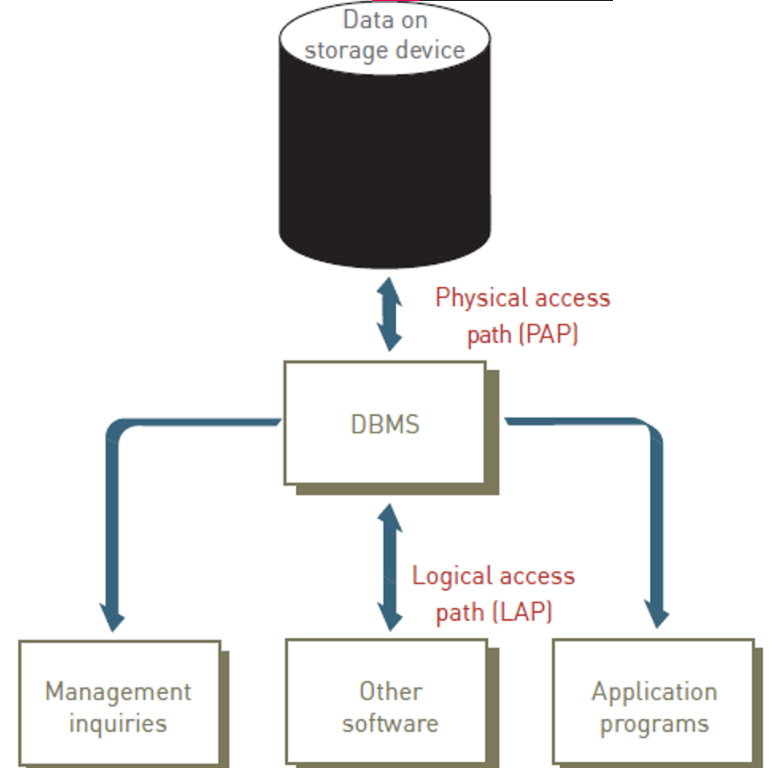 Data on
storage device
Physical access
path (PAP)
DBMS
Logical access
path (LAP)
Management
inquiries
Other
software
Application
programs